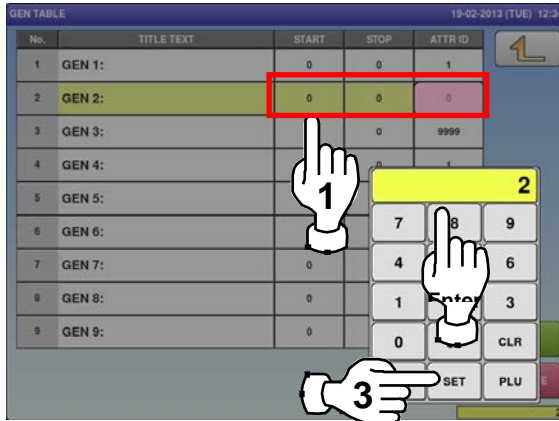 GEN TABLE 19-02-2013 (TUE) 12:3
No. TITLE TEXT START STOP ATTR ID
1 GEN 1: 0 0 1
2 GEN 2: 0 0 0
3 GEN 3: 0 9999
4 GEN 4: 0 1
5 GEN 5:
6 GEN 6:
7 GEN 7: 0
8 GEN 8: 0
9 GEN 9: 0
1
2
7 8 9
4 6
1 Enter 3
0 CLR
3 SET PLU E